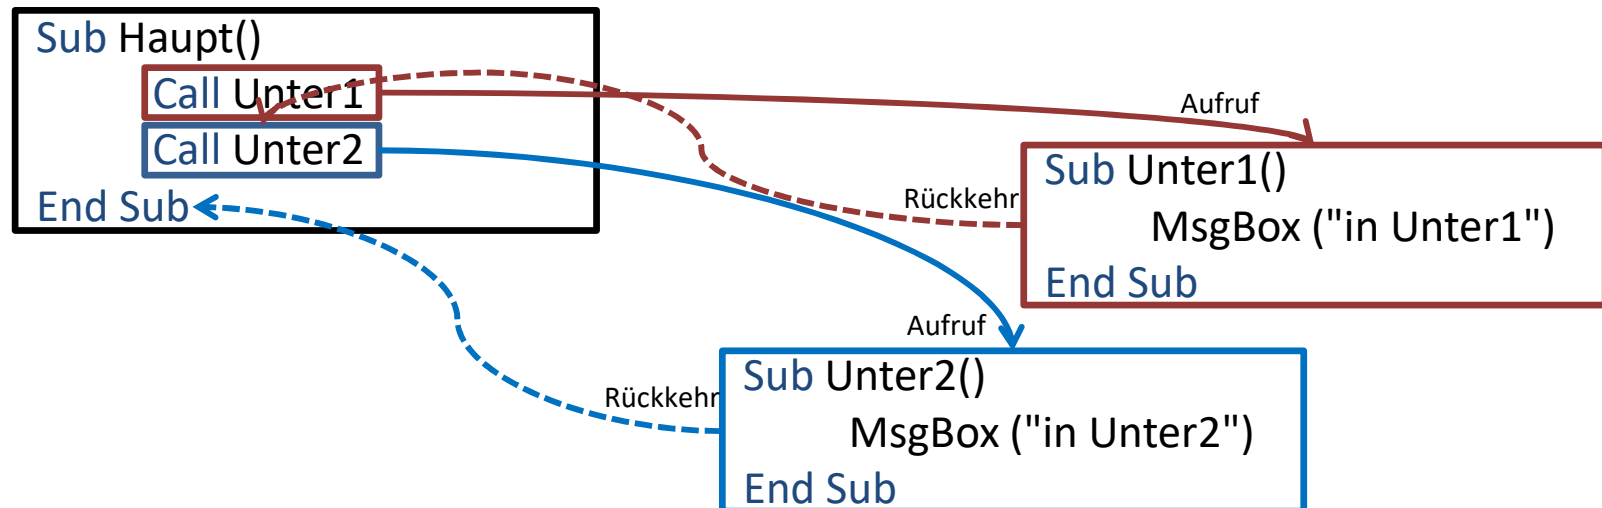 Sub Haupt()
Call Unter1
Call Unter2
End Sub
Aufruf
Sub Unter1()
Rückkehr
MsgBox ("in Unter1")
End Sub
Aufruf
Sub Unter2()
Rückkehr
MsgBox ("in Unter2")
End Sub